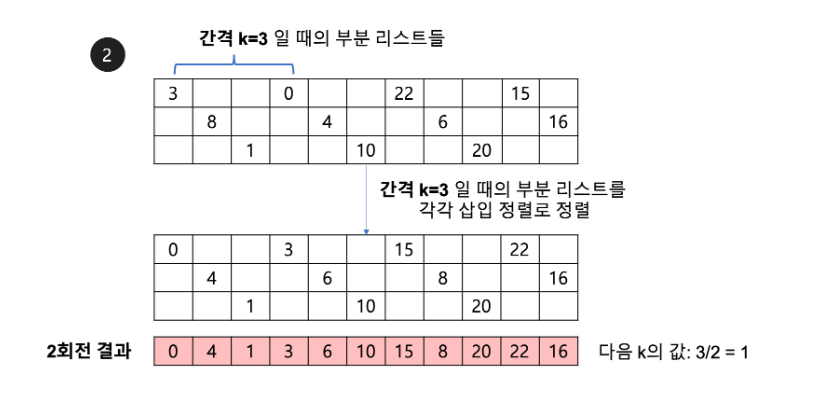 2
간격 k=3 일 때의 부분 리스트들
3 0 22 15
8 4 6 16
1 10 20
간격 k=3 일 때의 부분 리스트를
각각 삽입 정렬로 정렬
0 3 15 22
4 6 8 16
1 10 20
2회전 결과 0 4 1 3 6 10 15 8 20 22 16 다음 k의 값: 3/2 = 1